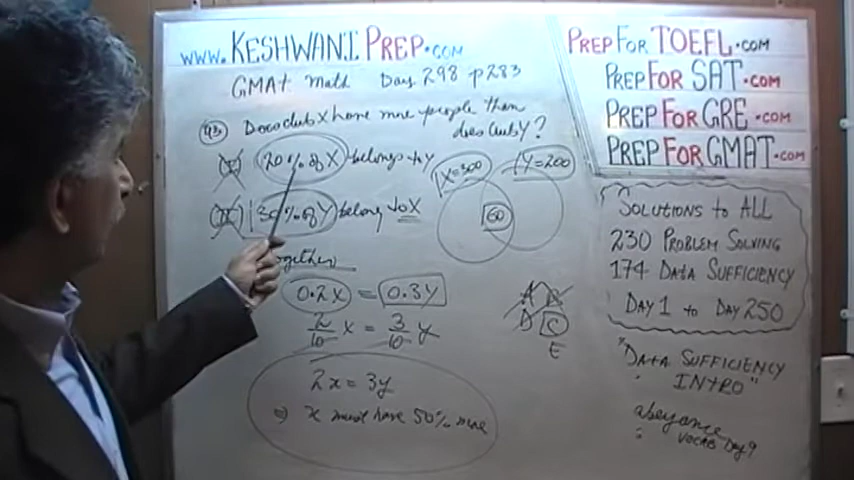 www.KESHWANI PREP.COM
GMAT Math Day 298 p283
93 Does club X have more people than
does club Y?
(I) 20% of X belongs to y
(II) 30% of Y belong to X
X=300
Y=200
60
together
0.2x = 0.3y
2/10 x = 3/10 y
2x = 3y
⇒ x must have 50% more
A B
D C
E
PREP FOR TOEFL.COM
PREP FOR SAT.COM
PREP FOR GRE.COM
PREP FOR GMAT.COM
SOLUTIONS to ALL
230 PROBLEM SOLVING
174 DATA SUFFICIENCY
DAY 1 to DAY 250
"DATA SUFFICIENCY
INTRO"
abeyance
VOCAB Day 9